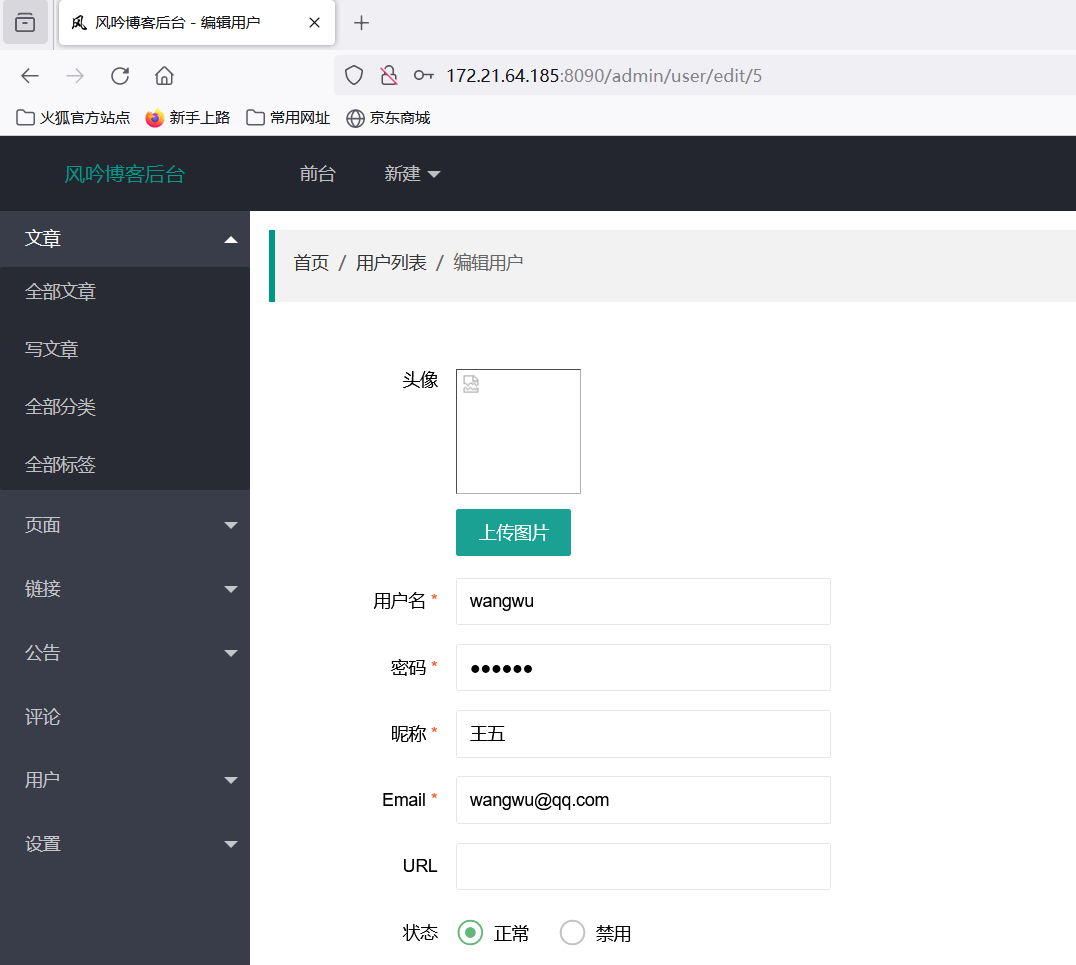 风吟博客后台 - 编辑用户
172.21.64.185:8090/admin/user/edit/5
火狐官方站点 新手上路 常用网址 京东商城
风吟博客后台 前台 新建
文章
全部文章
写文章
全部分类
全部标签
页面
链接
公告
评论
用户
设置
首页 / 用户列表 / 编辑用户
头像
上传图片
用户名 * wangwu
密码 * ●●●●●●
昵称 * 王五
Email * wangwu@qq.com
URL
状态 正常 禁用